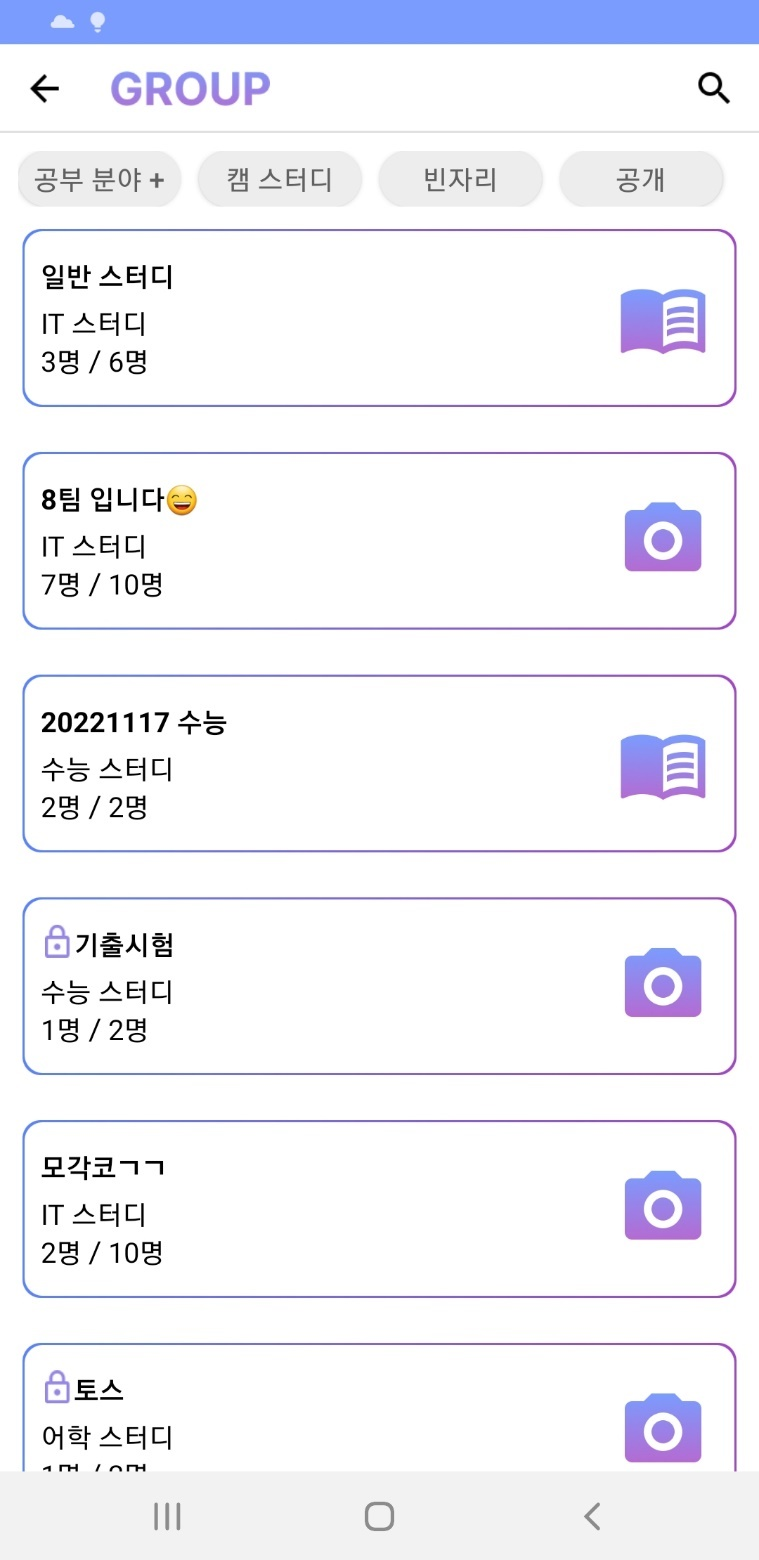 GROUP
공부 분야 +
캠 스터디
빈자리
공개
일반 스터디
IT 스터디
3명 / 6명
8팀 입니다😄
IT 스터디
7명 / 10명
20221117 수능
수능 스터디
2명 / 2명
기출시험
수능 스터디
1명 / 2명
모각코ㄱㄱ
IT 스터디
2명 / 10명
토스
어학 스터디